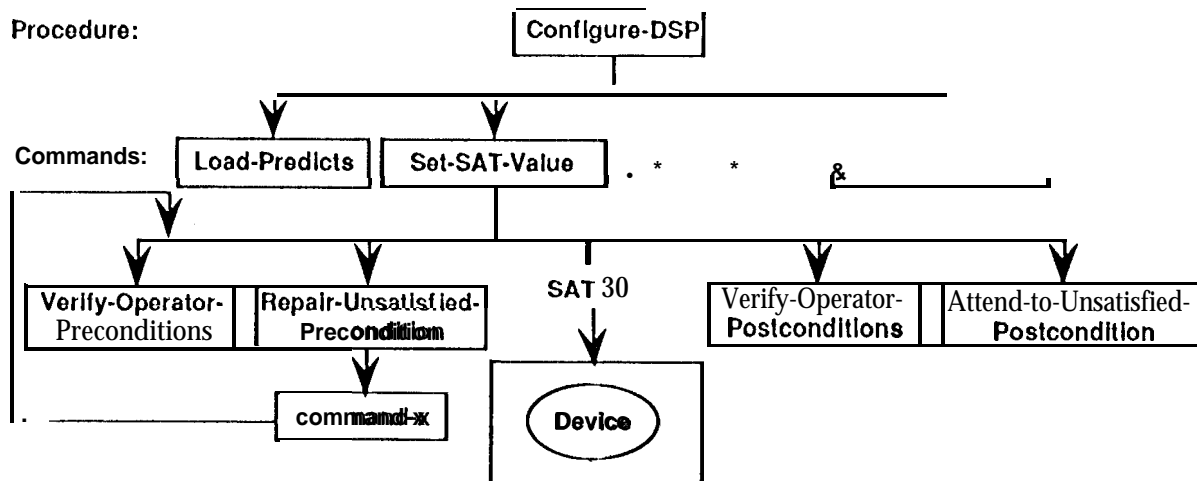 Procedure:
Configure-DSP
Commands:
Load-Predicts
Set-SAT-Value
. * * &
Verify-Operator-
Preconditions
Repair-Unsatisfied-
Precondition
SAT 30
Verify-Operator-
Postconditions
Attend-to-Unsatisfied-
Postcondition
command-x
Device